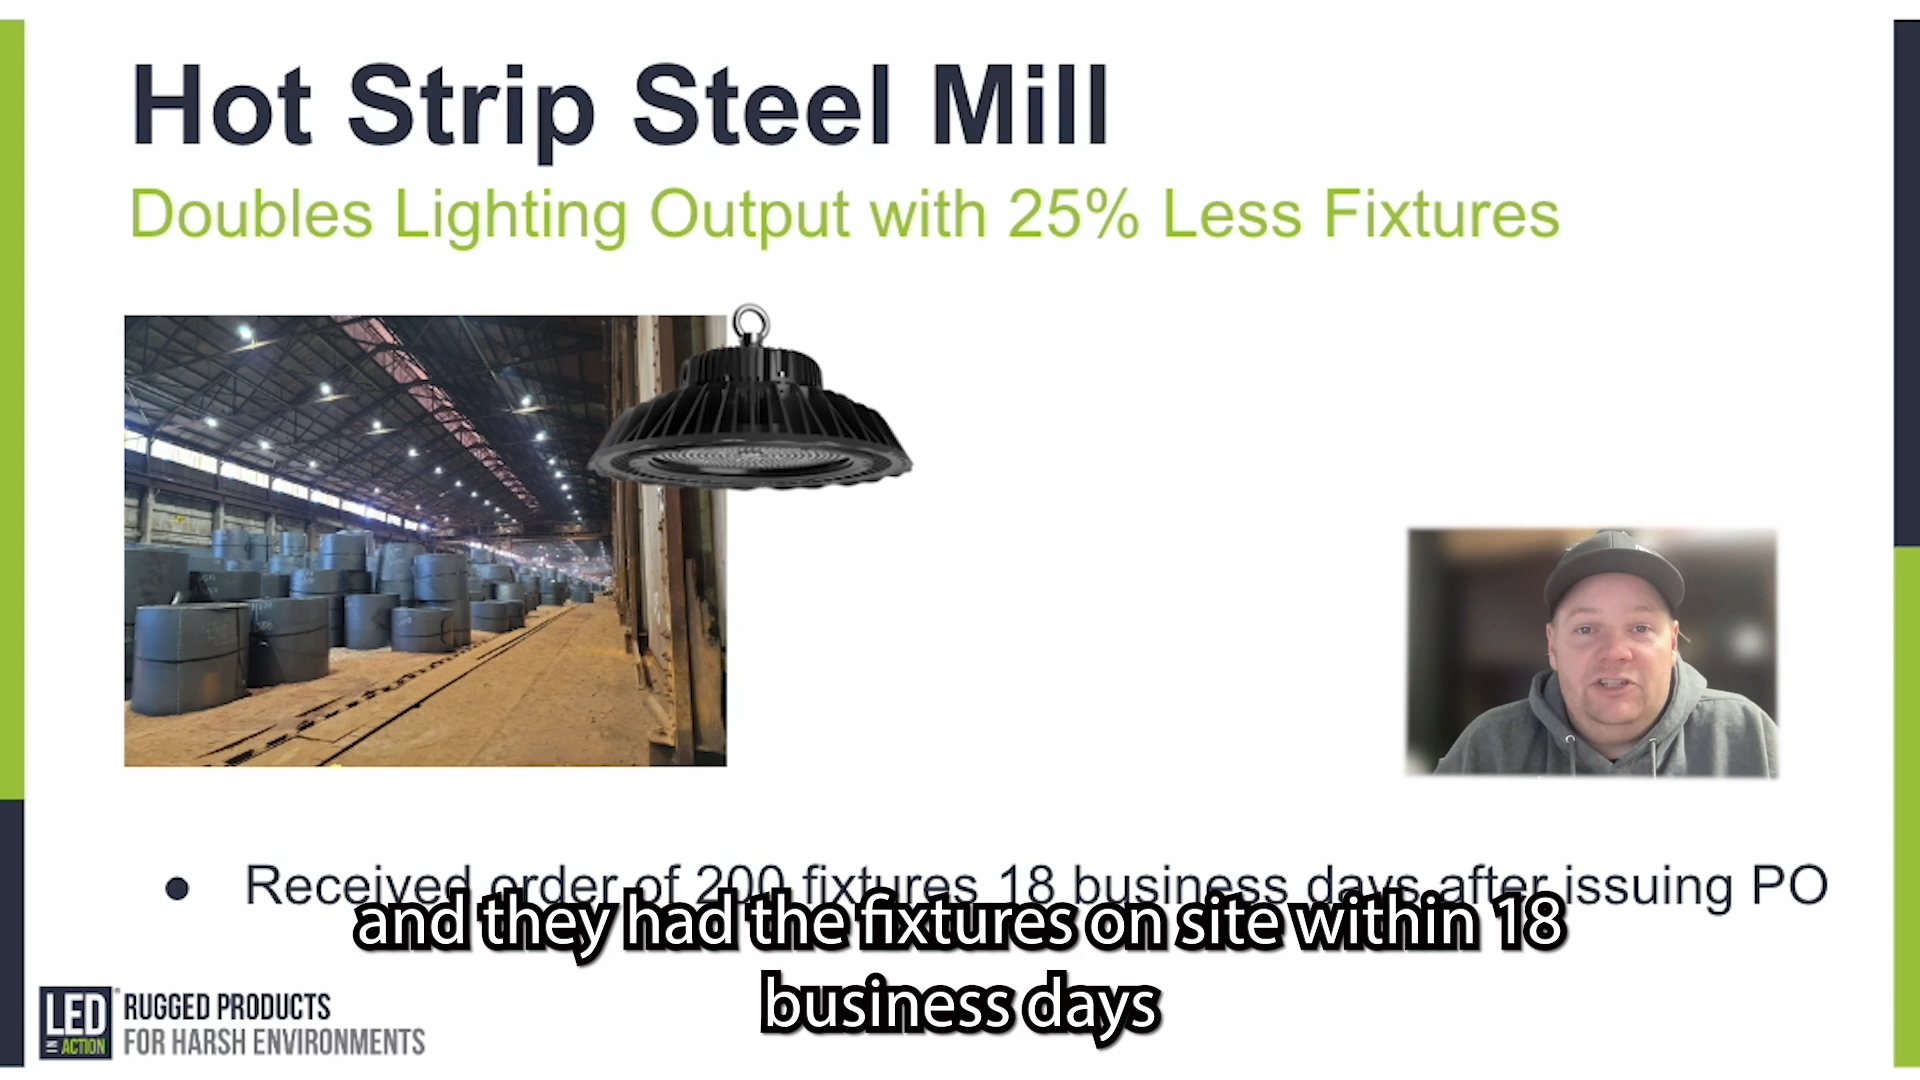 Hot Strip Steel Mill
Doubles Lighting Output with 25% Less Fixtures
• Received order of 200 fixtures 18 business days after issuing PO
and they had the fixtures on site within 18
business days
LED
IN ACTION
®
RUGGED PRODUCTS
FOR HARSH ENVIRONMENTS